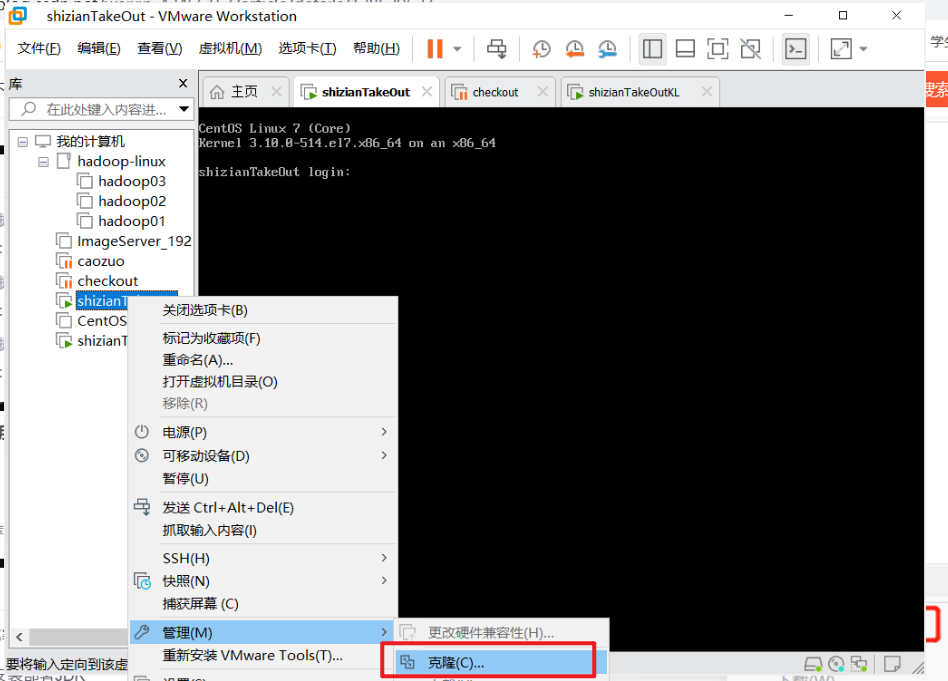 shizianTakeOut - VMware Workstation
文件(F) 编辑(E) 查看(V) 虚拟机(M) 选项卡(T) 帮助(H)
库
在此处键入内容进...
主页 shizianTakeOut checkout shizianTakeOutKL
我的计算机
hadoop-linux
hadoop03
hadoop02
hadoop01
ImageServer_192
caozuo
checkout
shizianT
CentOS
shizianT
CentOS Linux 7 (Core)
Kernel 3.10.0-514.el7.x86_64 on an x86_64
shizianTakeOut login:
关闭选项卡(B)
标记为收藏项(F)
重命名(A)...
打开虚拟机目录(O)
移除(R)
电源(P)
可移动设备(D)
暂停(U)
发送 Ctrl+Alt+Del(E)
抓取输入内容(I)
SSH(H)
快照(N)
捕获屏幕 (C)
管理(M)
重新安装 VMware Tools(T)...
更改硬件兼容性(H)...
克隆(C)...
要将输入定向到该虚
搜索